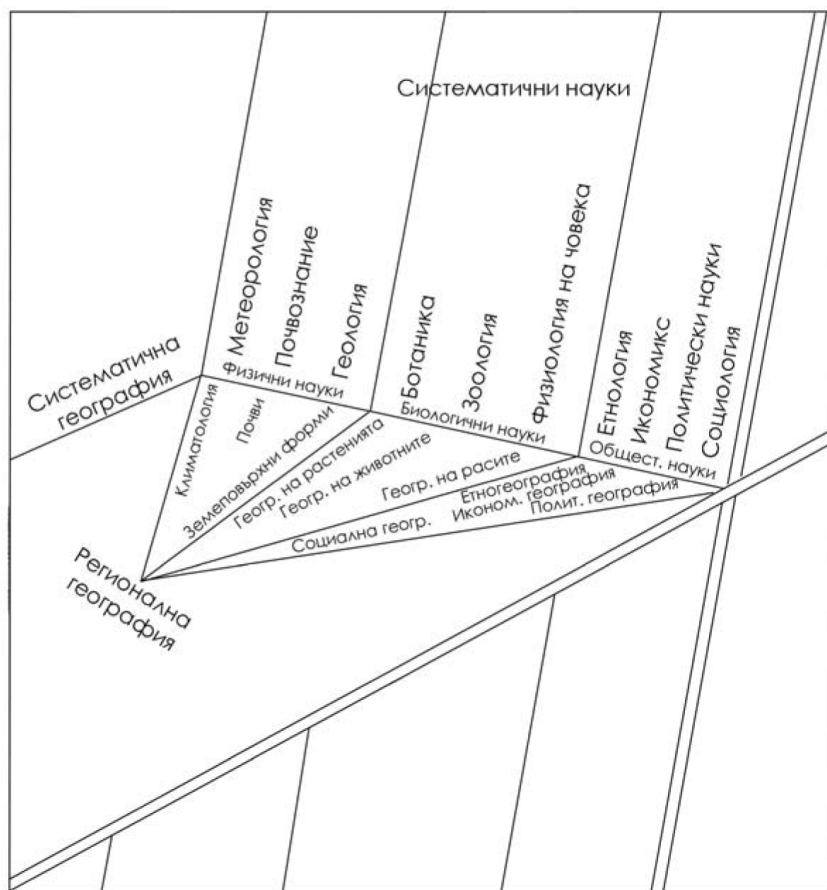 Систематични науки
Метеорология
Почвознание
Геология
Ботаника
Зоология
Физиология на човека
Етнология
Икономикс
Политически науки
Социология
Систематична
география
Физични науки
Биологични науки
Общест. науки
Климатология
Почви
Земеповърхни форми
Геогр. на растенията
Геогр. на животните
Геогр. на расите
Етногеография
Иконом. география
Полит. география
Социална геогр.
Регионална
география